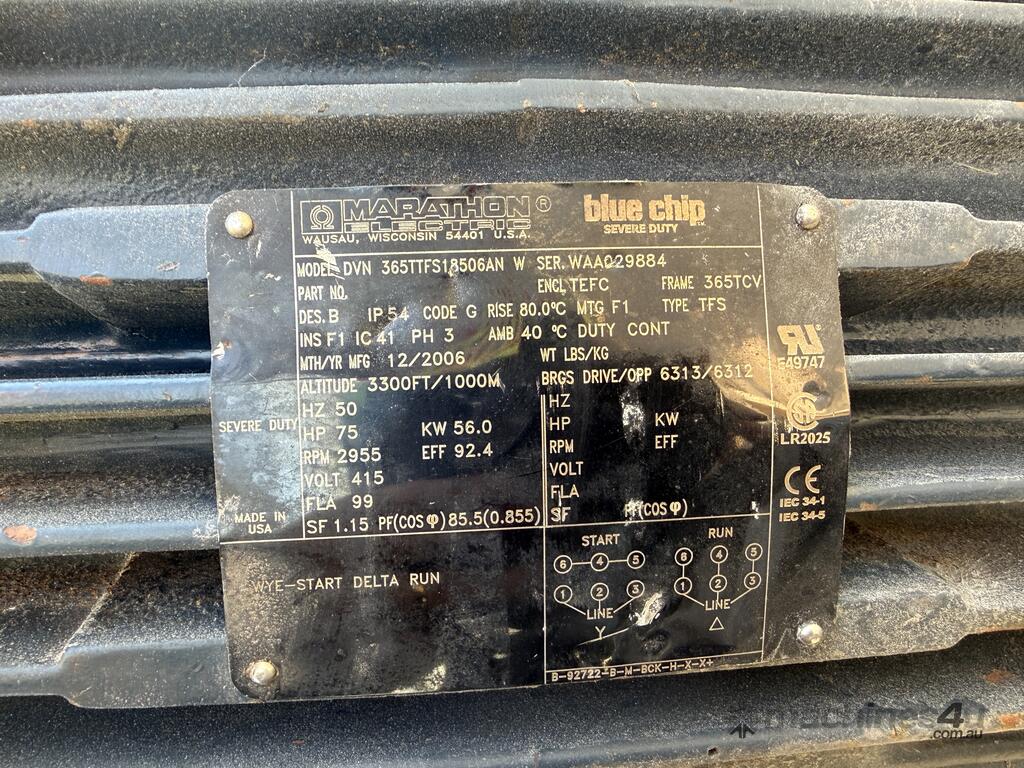 MARATHON®
ELECTRIC
WAUSAU, WISCONSIN 54401 U.S.A.
blue chip
SEVERE DUTY
MODEL DVN 365TTFS18506AN W SER. WAA029884
PART NO. ENCL TEFC FRAME 365TCV
DES. B IP 54 CODE G RISE 80.0°C MTG F1 TYPE TFS
INS F1 IC 41 PH 3 AMB 40 °C DUTY CONT
MTH/YR MFG 12/2006 WT LBS/KG
ALTITUDE 3300FT/1000M BRGS DRIVE/OPP 6313/6312
SEVERE DUTY
HZ 50
HP 75 KW 56.0
RPM 2955 EFF 92.4
VOLT 415
FLA 99
SF 1.15 PF(COS φ) 85.5(0.855)
HZ
HP KW
RPM EFF
VOLT
FLA
SF PF(COS φ)
MADE IN
USA
E49747
LR2025
CE
IEC 34-1
IEC 34-5
WYE-START DELTA RUN
START RUN
6 4 5 6 4 5
1 2 3 1 2 3
LINE LINE
Y △
B-92722-B-M-BCK-H-X-X+
machines4u
.com.au